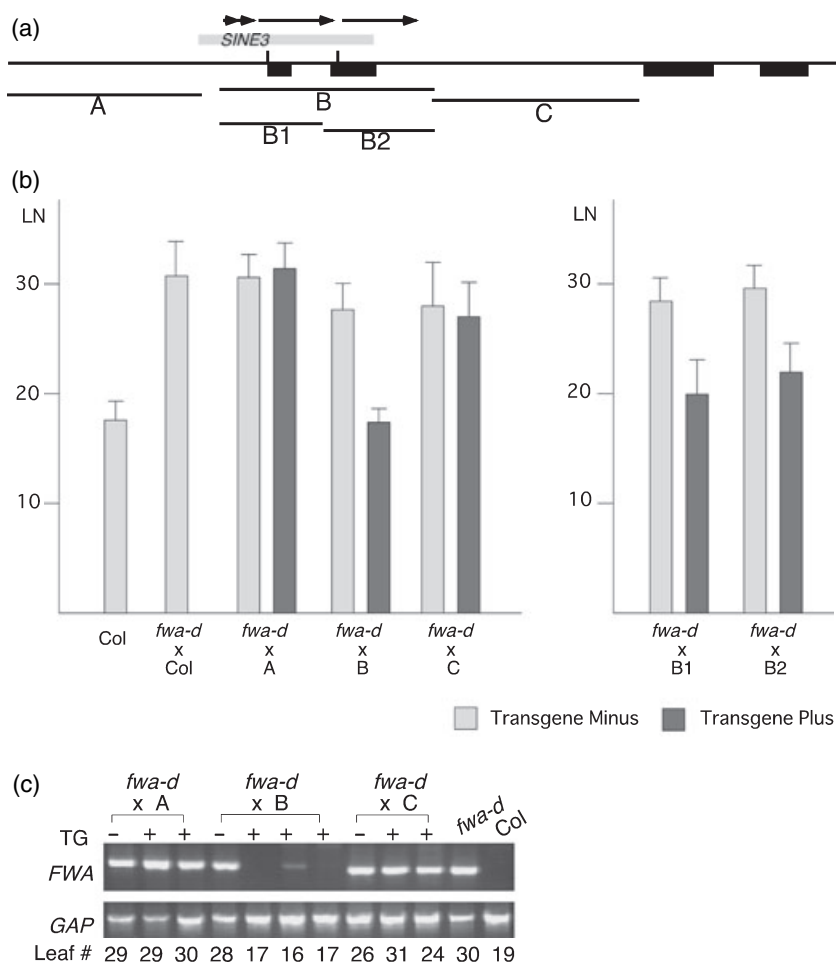 (a)
SINE3
A
B
C
B1
B2
(b)
LN
30
20
10
Col
fwa-d x Col
fwa-d x A
fwa-d x B
fwa-d x C
LN
30
20
10
fwa-d x B1
fwa-d x B2
Transgene Minus
Transgene Plus
(c)
fwa-d x A
fwa-d x B
fwa-d x C
fwa-d
Col
TG – + + – + + + – + +
FWA
GAP
Leaf # 29 29 30 28 17 16 17 26 31 24 30 19